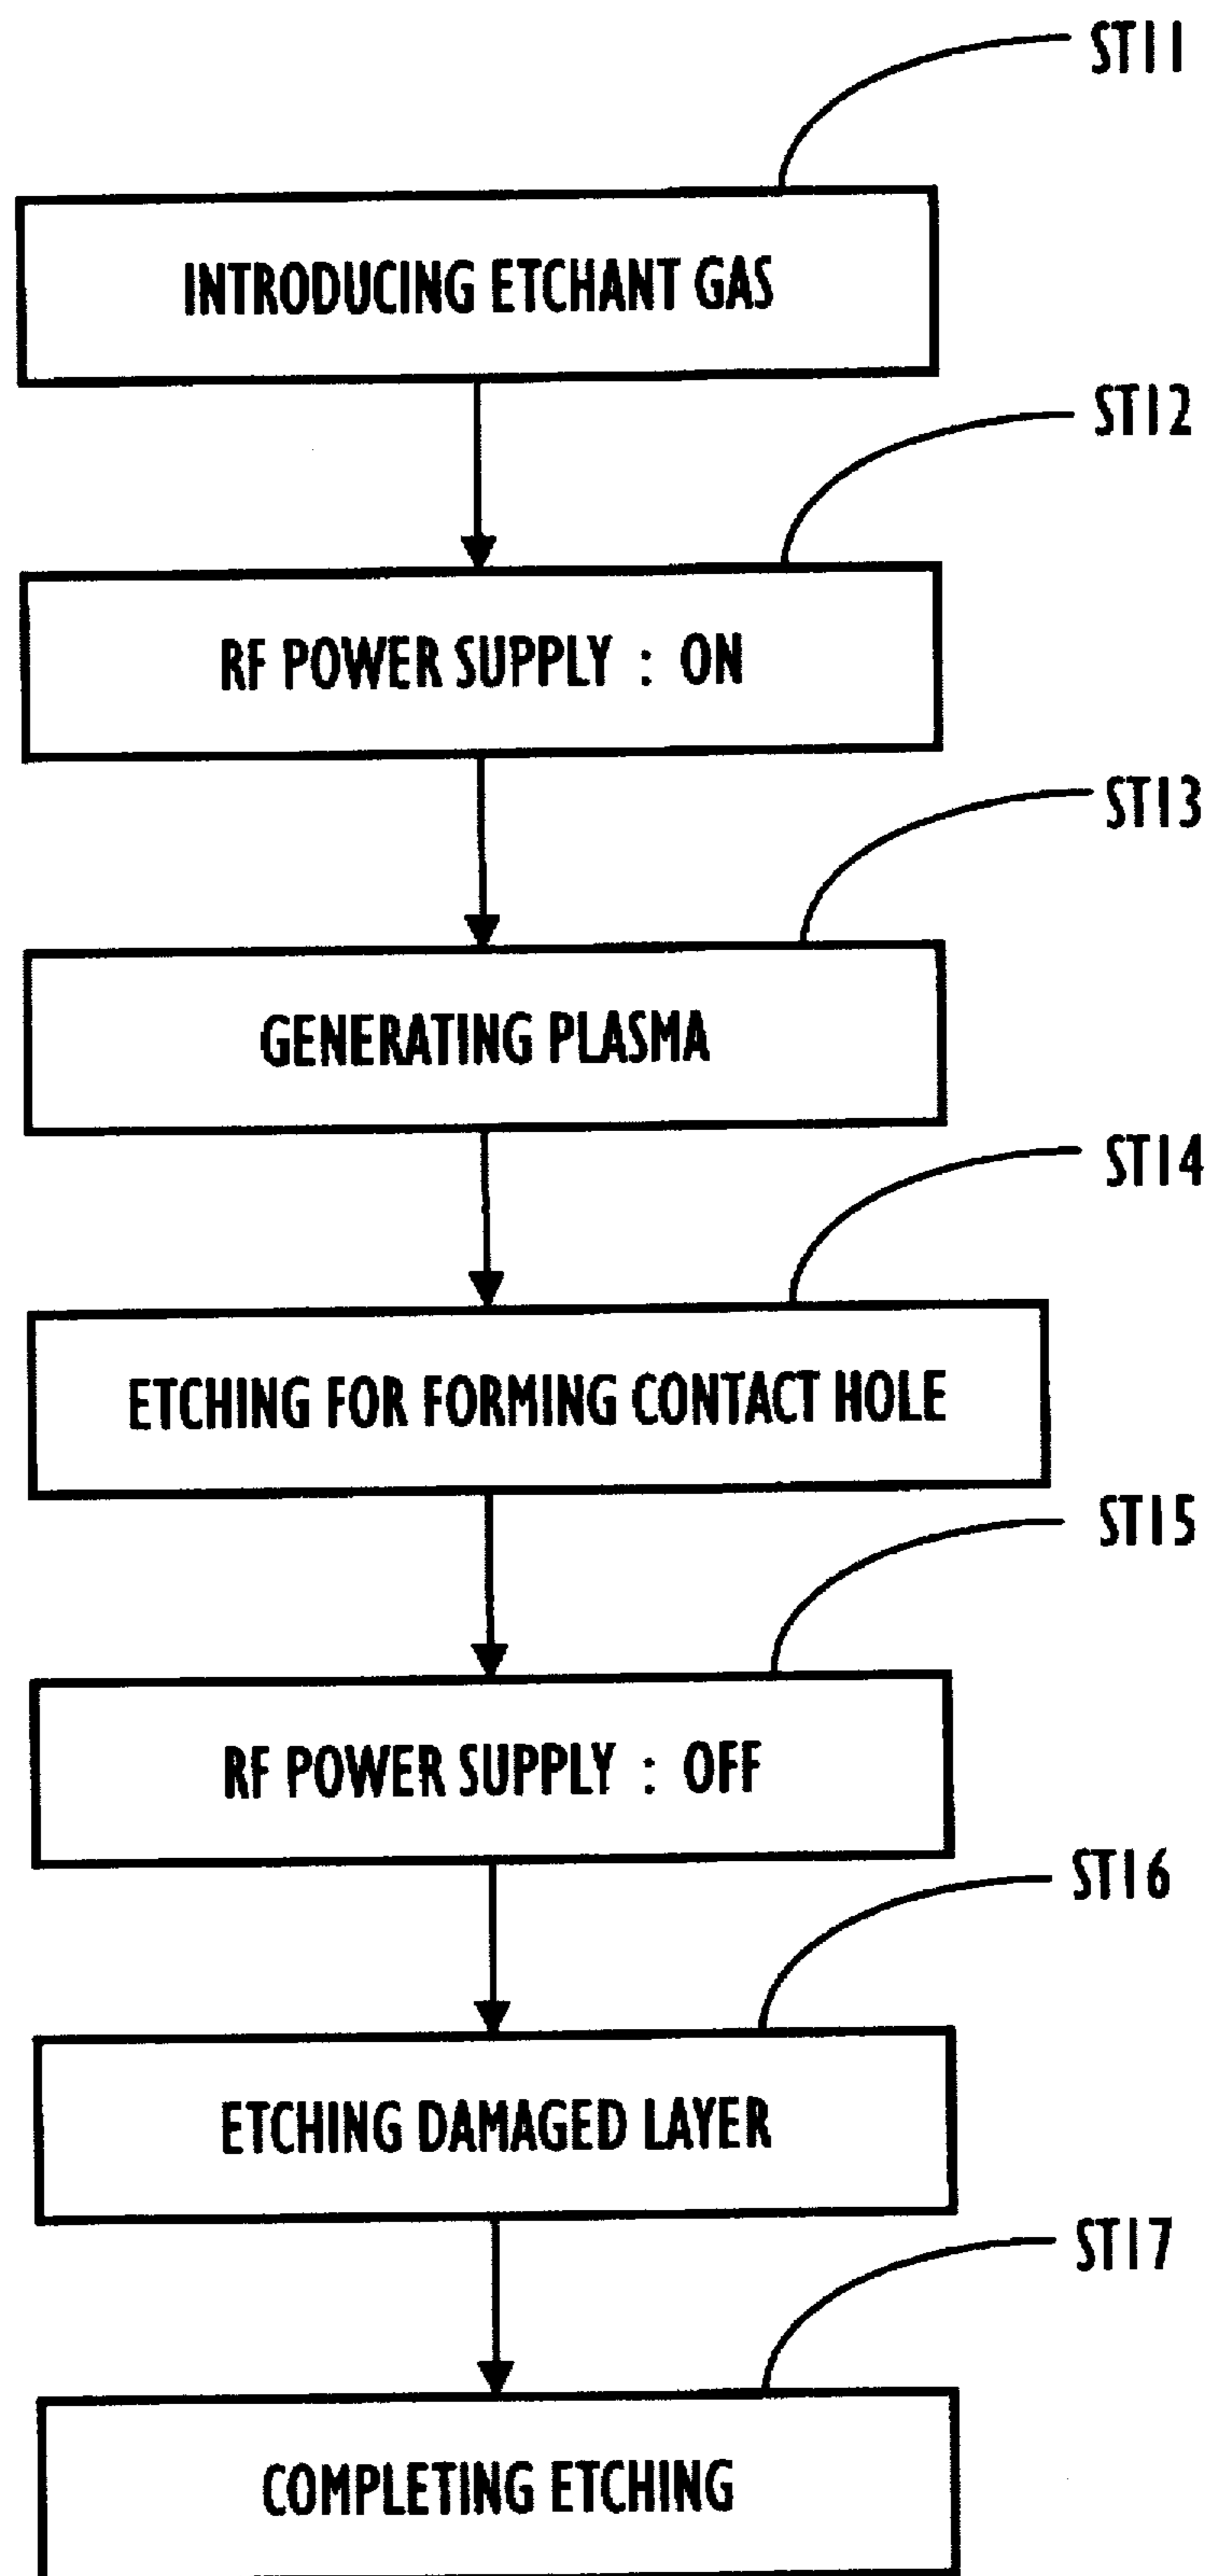 ST11
INTRODUCING ETCHANT GAS
ST12
RF POWER SUPPLY : ON
ST13
GENERATING PLASMA
ST14
ETCHING FOR FORMING CONTACT HOLE
ST15
RF POWER SUPPLY : OFF
ST16
ETCHING DAMAGED LAYER
ST17
COMPLETING ETCHING